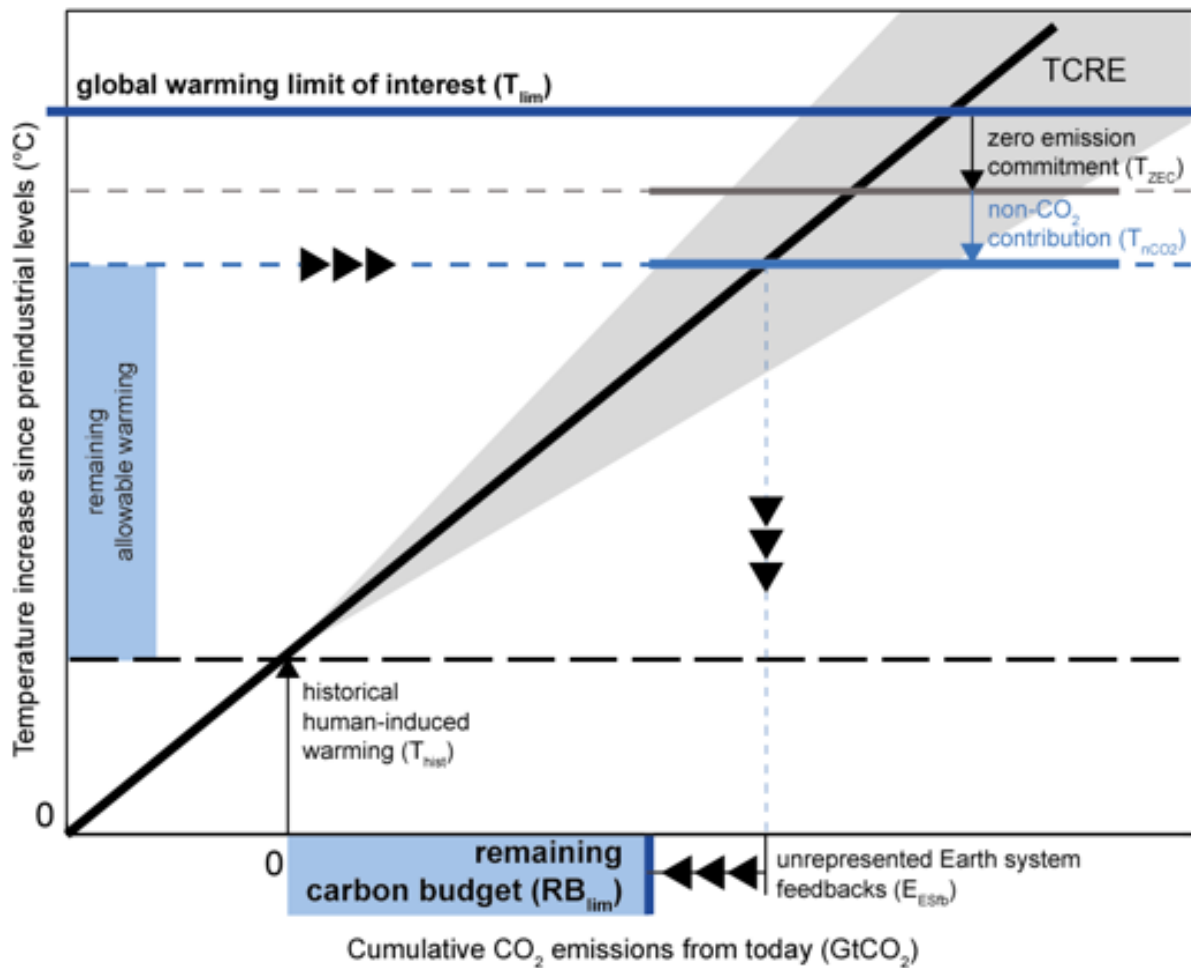 TCRE
global warming limit of interest (T_lim)
zero emission
commitment (T_ZEC)
non-CO₂
contribution (T_nCO2)
Temperature increase since preindustrial levels (°C)
remaining
allowable warming
historical
human-induced
warming (T_hist)
0
0
remaining
carbon budget (RB_lim)
unrepresented Earth system
feedbacks (E_ESfb)
Cumulative CO₂ emissions from today (GtCO₂)